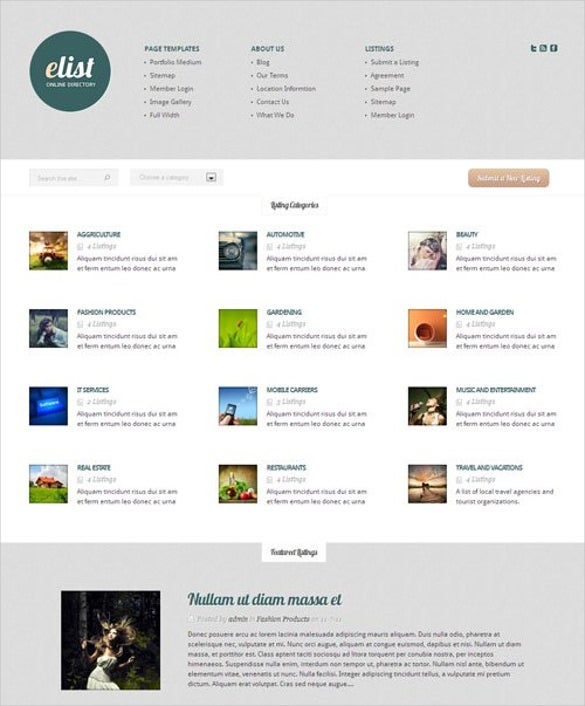 elist
ONLINE DIRECTORY
PAGE TEMPLATES
Portfolio Medium
Sitemap
Member Login
Image Gallery
Full Width
ABOUT US
Blog
Our Terms
Location Informtion
Contact Us
What We Do
LISTINGS
Submit a Listing
Agreement
Sample Page
Sitemap
Member Login
Search this site...
Choose a category
Submit a New Listing
Listing Categories
AGGRICULTURE
4 Listings
Aliquam tincidunt risus dui sit am
et ferm entum leo donec ac urna
AUTOMOTIVE
4 Listings
Aliquam tincidunt risus dui sit am
et ferm entum leo donec ac urna
BEAUTY
4 Listings
Aliquam tincidunt risus dui sit am
et ferm entum leo donec ac urna
FASHION PRODUCTS
4 Listings
Aliquam tincidunt risus dui sit am
et ferm entum leo donec ac urna
GARDENING
4 Listings
Aliquam tincidunt risus dui sit am
et ferm entum leo donec ac urna
HOME AND GARDEN
4 Listings
Aliquam tincidunt risus dui sit am
et ferm entum leo donec ac urna
IT SERVICES
2 Listings
Aliquam tincidunt risus dui sit am
et ferm entum leo donec ac urna
MOBILE CARRIERS
3 Listings
Aliquam tincidunt risus dui sit am
et ferm entum leo donec ac urna
MUSIC AND ENTERTAINMENT
4 Listings
Aliquam tincidunt risus dui sit am
et ferm entum leo donec ac urna
REAL ESTATE
4 Listings
Aliquam tincidunt risus dui sit am
et ferm entum leo donec ac urna
RESTAURANTS
4 Listings
Aliquam tincidunt risus dui sit am
et ferm entum leo donec ac urna
TRAVEL AND VACATIONS
4 Listings
A list of local travel agencies and
tourist organizations.
Featured Listings
Nullam ut diam massa et
Posted by admin in Fashion Products on
Donec posuere arcu ac lorem lacinia malesuada adipiscing mauris aliquam. Duis nulla odio, pharetra at
scelerisque nec, vulputate at mi. Nunc orci augue, aliquam at congue euismod, dapibus et nisi. Nullam ut diam
massa, et porttitor est. Class aptent taciti sociosqu ad litora torquent per conubia nostra, per inceptos
himenaeos. Suspendisse nulla enim, interdum non tempor ut, pharetra ac tortor. Nullam nisl ante, bibendum ut
elementum vitae, venenatis ut nunc. Nulla facilisi. Integer adipiscing tincidunt tellus, a vulputate mi pretium
dictum. Aliquam erat volutpat. Cras sed neque augue....